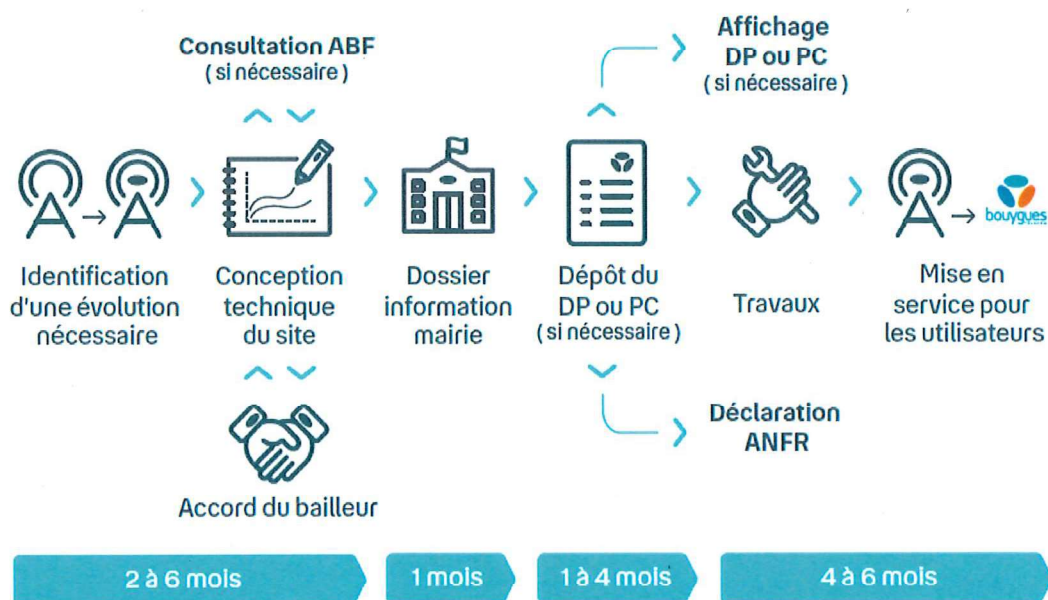 Consultation ABF
( si nécessaire )
Affichage
DP ou PC
( si nécessaire )
bouygues
Identification
d'une évolution
nécessaire
Conception
technique
du site
Dossier
information
mairie
Dépôt du
DP ou PC
( si nécessaire )
Travaux
Mise en
service pour
les utilisateurs
Accord du bailleur
Déclaration
ANFR
2 à 6 mois
1 mois
1 à 4 mois
4 à 6 mois